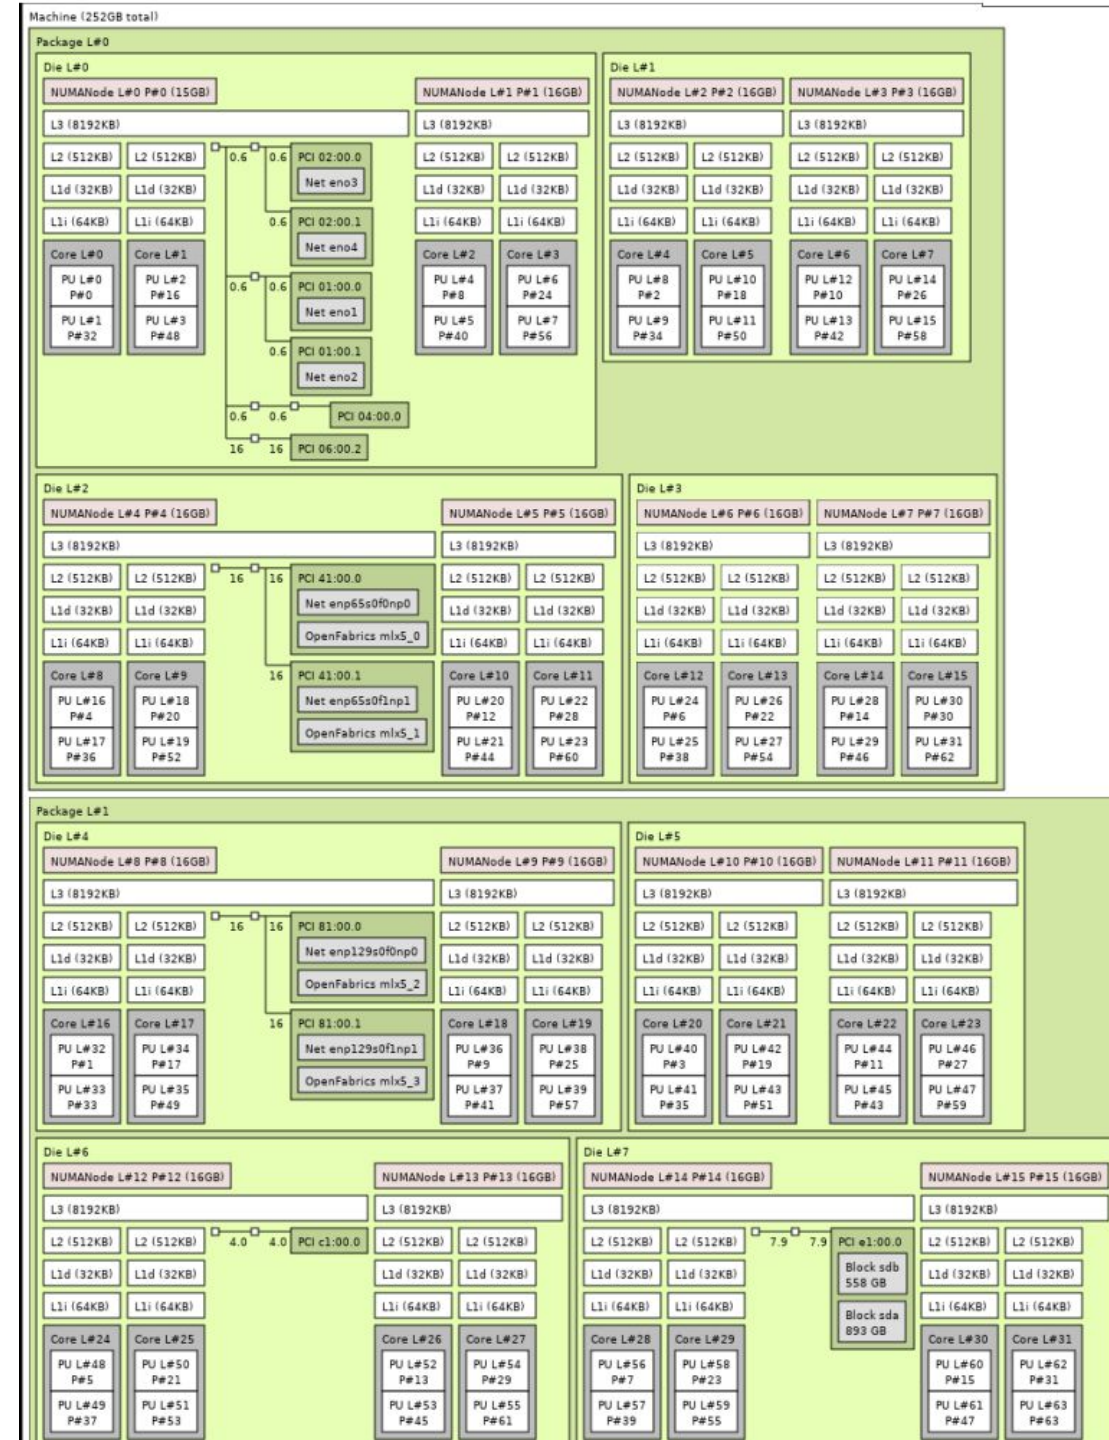 Machine (252GB total)
Package L#0
Die L#0
NUMANode L#0 P#0 (15GB)
L3 (8192KB)
L2 (512KB) L2 (512KB)
L1d (32KB) L1d (32KB)
L1i (64KB) L1i (64KB)
Core L#0 Core L#1
PU L#0 PU L#2
P#0 P#16
PU L#1 PU L#3
P#32 P#48
0.6 0.6 PCI 02:00.0
Net eno3
0.6 PCI 02:00.1
Net eno4
0.6 0.6 PCI 01:00.0
Net eno1
0.6 PCI 01:00.1
Net eno2
0.6 0.6 PCI 04:00.0
16 16 PCI 06:00.2
NUMANode L#1 P#1 (16GB)
L3 (8192KB)
L2 (512KB) L2 (512KB)
L1d (32KB) L1d (32KB)
L1i (64KB) L1i (64KB)
Core L#2 Core L#3
PU L#4 PU L#6
P#8 P#24
PU L#5 PU L#7
P#40 P#56
Die L#1
NUMANode L#2 P#2 (16GB) NUMANode L#3 P#3 (16GB)
L3 (8192KB) L3 (8192KB)
L2 (512KB) L2 (512KB) L2 (512KB) L2 (512KB)
L1d (32KB) L1d (32KB) L1d (32KB) L1d (32KB)
L1i (64KB) L1i (64KB) L1i (64KB) L1i (64KB)
Core L#4 Core L#5 Core L#6 Core L#7
PU L#8 PU L#10 PU L#12 PU L#14
P#2 P#18 P#10 P#26
PU L#9 PU L#11 PU L#13 PU L#15
P#34 P#50 P#42 P#58
Die L#2
NUMANode L#4 P#4 (16GB)
L3 (8192KB)
L2 (512KB) L2 (512KB)
L1d (32KB) L1d (32KB)
L1i (64KB) L1i (64KB)
Core L#8 Core L#9
PU L#16 PU L#18
P#4 P#20
PU L#17 PU L#19
P#36 P#52
16 16 PCI 41:00.0
Net enp65s0f0np0
OpenFabrics mlx5_0
16 PCI 41:00.1
Net enp65s0f1np1
OpenFabrics mlx5_1
NUMANode L#5 P#5 (16GB)
L3 (8192KB)
L2 (512KB) L2 (512KB)
L1d (32KB) L1d (32KB)
L1i (64KB) L1i (64KB)
Core L#10 Core L#11
PU L#20 PU L#22
P#12 P#28
PU L#21 PU L#23
P#44 P#60
Die L#3
NUMANode L#6 P#6 (16GB) NUMANode L#7 P#7 (16GB)
L3 (8192KB) L3 (8192KB)
L2 (512KB) L2 (512KB) L2 (512KB) L2 (512KB)
L1d (32KB) L1d (32KB) L1d (32KB) L1d (32KB)
L1i (64KB) L1i (64KB) L1i (64KB) L1i (64KB)
Core L#12 Core L#13 Core L#14 Core L#15
PU L#24 PU L#26 PU L#28 PU L#30
P#6 P#22 P#14 P#30
PU L#25 PU L#27 PU L#29 PU L#31
P#38 P#54 P#46 P#62
Package L#1
Die L#4
NUMANode L#8 P#8 (16GB)
L3 (8192KB)
L2 (512KB) L2 (512KB)
L1d (32KB) L1d (32KB)
L1i (64KB) L1i (64KB)
Core L#16 Core L#17
PU L#32 PU L#34
P#1 P#17
PU L#33 PU L#35
P#33 P#49
16 16 PCI 81:00.0
Net enp129s0f0np0
OpenFabrics mlx5_2
16 PCI 81:00.1
Net enp129s0f1np1
OpenFabrics mlx5_3
NUMANode L#9 P#9 (16GB)
L3 (8192KB)
L2 (512KB) L2 (512KB)
L1d (32KB) L1d (32KB)
L1i (64KB) L1i (64KB)
Core L#18 Core L#19
PU L#36 PU L#38
P#9 P#25
PU L#37 PU L#39
P#41 P#57
Die L#5
NUMANode L#10 P#10 (16GB) NUMANode L#11 P#11 (16GB)
L3 (8192KB) L3 (8192KB)
L2 (512KB) L2 (512KB) L2 (512KB) L2 (512KB)
L1d (32KB) L1d (32KB) L1d (32KB) L1d (32KB)
L1i (64KB) L1i (64KB) L1i (64KB) L1i (64KB)
Core L#20 Core L#21 Core L#22 Core L#23
PU L#40 PU L#42 PU L#44 PU L#46
P#3 P#19 P#11 P#27
PU L#41 PU L#43 PU L#45 PU L#47
P#35 P#51 P#43 P#59
Die L#6
NUMANode L#12 P#12 (16GB)
L3 (8192KB)
L2 (512KB) L2 (512KB)
L1d (32KB) L1d (32KB)
L1i (64KB) L1i (64KB)
Core L#24 Core L#25
PU L#48 PU L#50
P#5 P#21
PU L#49 PU L#51
P#37 P#53
4.0 4.0 PCI c1:00.0
NUMANode L#13 P#13 (16GB)
L3 (8192KB)
L2 (512KB) L2 (512KB)
L1d (32KB) L1d (32KB)
L1i (64KB) L1i (64KB)
Core L#26 Core L#27
PU L#52 PU L#54
P#13 P#29
PU L#53 PU L#55
P#45 P#61
Die L#7
NUMANode L#14 P#14 (16GB)
L3 (8192KB)
L2 (512KB) L2 (512KB)
L1d (32KB) L1d (32KB)
L1i (64KB) L1i (64KB)
Core L#28 Core L#29
PU L#56 PU L#58
P#7 P#23
PU L#57 PU L#59
P#39 P#55
7.9 7.9 PCI e1:00.0
Block sdb
558 GB
Block sda
893 GB
NUMANode L#15 P#15 (16GB)
L3 (8192KB)
L2 (512KB) L2 (512KB)
L1d (32KB) L1d (32KB)
L1i (64KB) L1i (64KB)
Core L#30 Core L#31
PU L#60 PU L#62
P#15 P#31
PU L#61 PU L#63
P#47 P#63